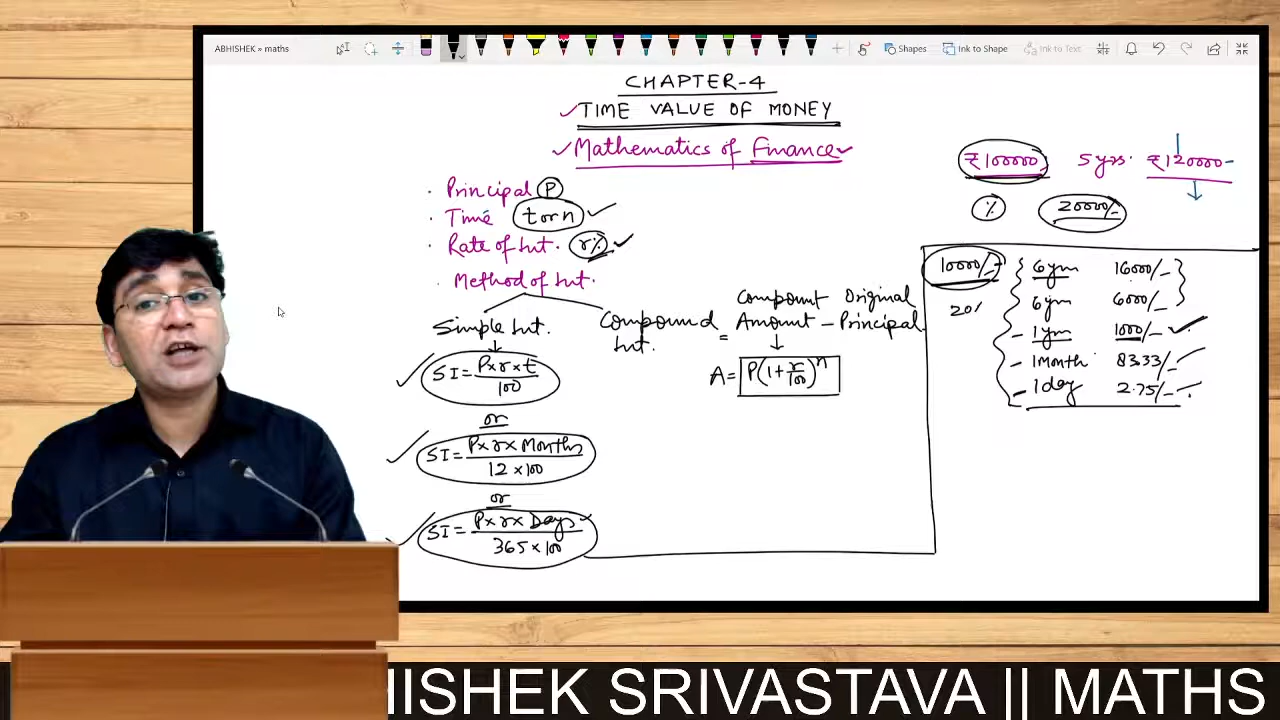 ABHISHEK » maths
Shapes
Ink to Shape
Ink to Text
CHAPTER-4
TIME VALUE OF MONEY
Mathematics of Finance
₹100000 5 yrs. ₹120000
% 20000/-
· Principal P
· Time t or n
· Rate of Int. r%
· Method of Int.
Simple Int.
SI = P×r×t / 100
or
SI = P×r×Months / 12×100
or
SI = P×r×Days / 365×100
Compound Int. = Compound Amount - Original Principal
A = P(1+r/100)^n
10000/-
20%
6 yrs 16000/-
6 yrs 6000/-
1 yrs 1000/-
1 Month 83.33/-
1 day 2.75/-
HISHEK SRIVASTAVA || MATHS